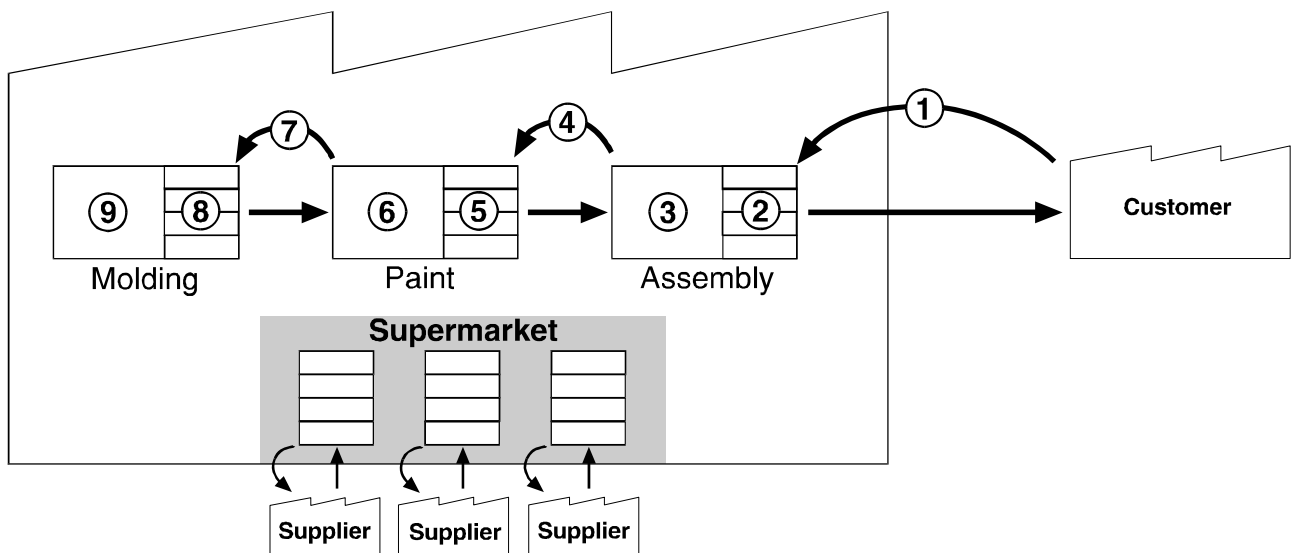 1
7
4
9
8
6
5
3
2
Customer
Molding
Paint
Assembly
Supermarket
Supplier
Supplier
Supplier